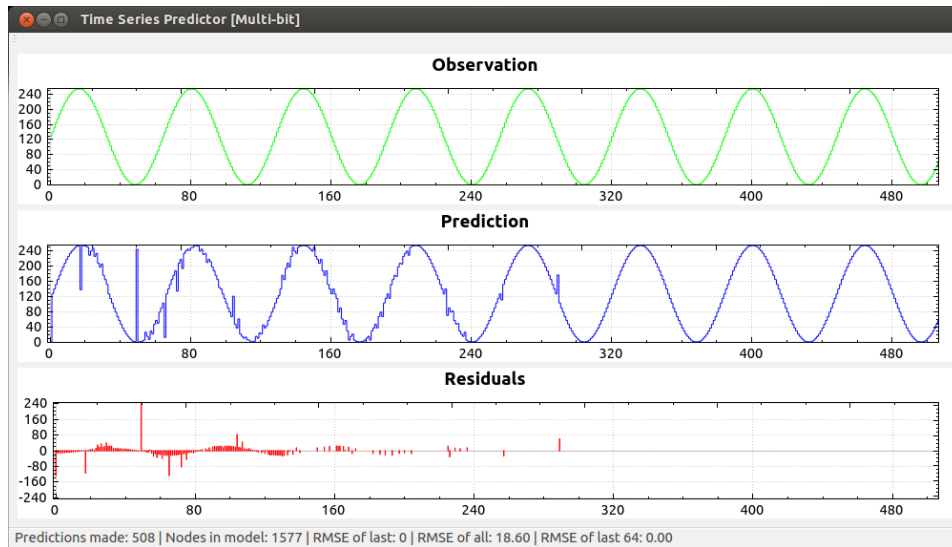 Time Series Predictor [Multi-bit]
Observation
240
200
160
120
80
40
0
0 80 160 240 320 400 480
Prediction
240
200
160
120
80
40
0
0 80 160 240 320 400 480
Residuals
240
160
80
0
-80
-160
-240
0 80 160 240 320 400 480
Predictions made: 508 | Nodes in model: 1577 | RMSE of last: 0 | RMSE of all: 18.60 | RMSE of last 64: 0.00